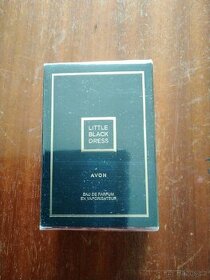 LITTLE
BLACK
DRESS
AVON
EAU DE PARFUM
EN VAPORISATEUR